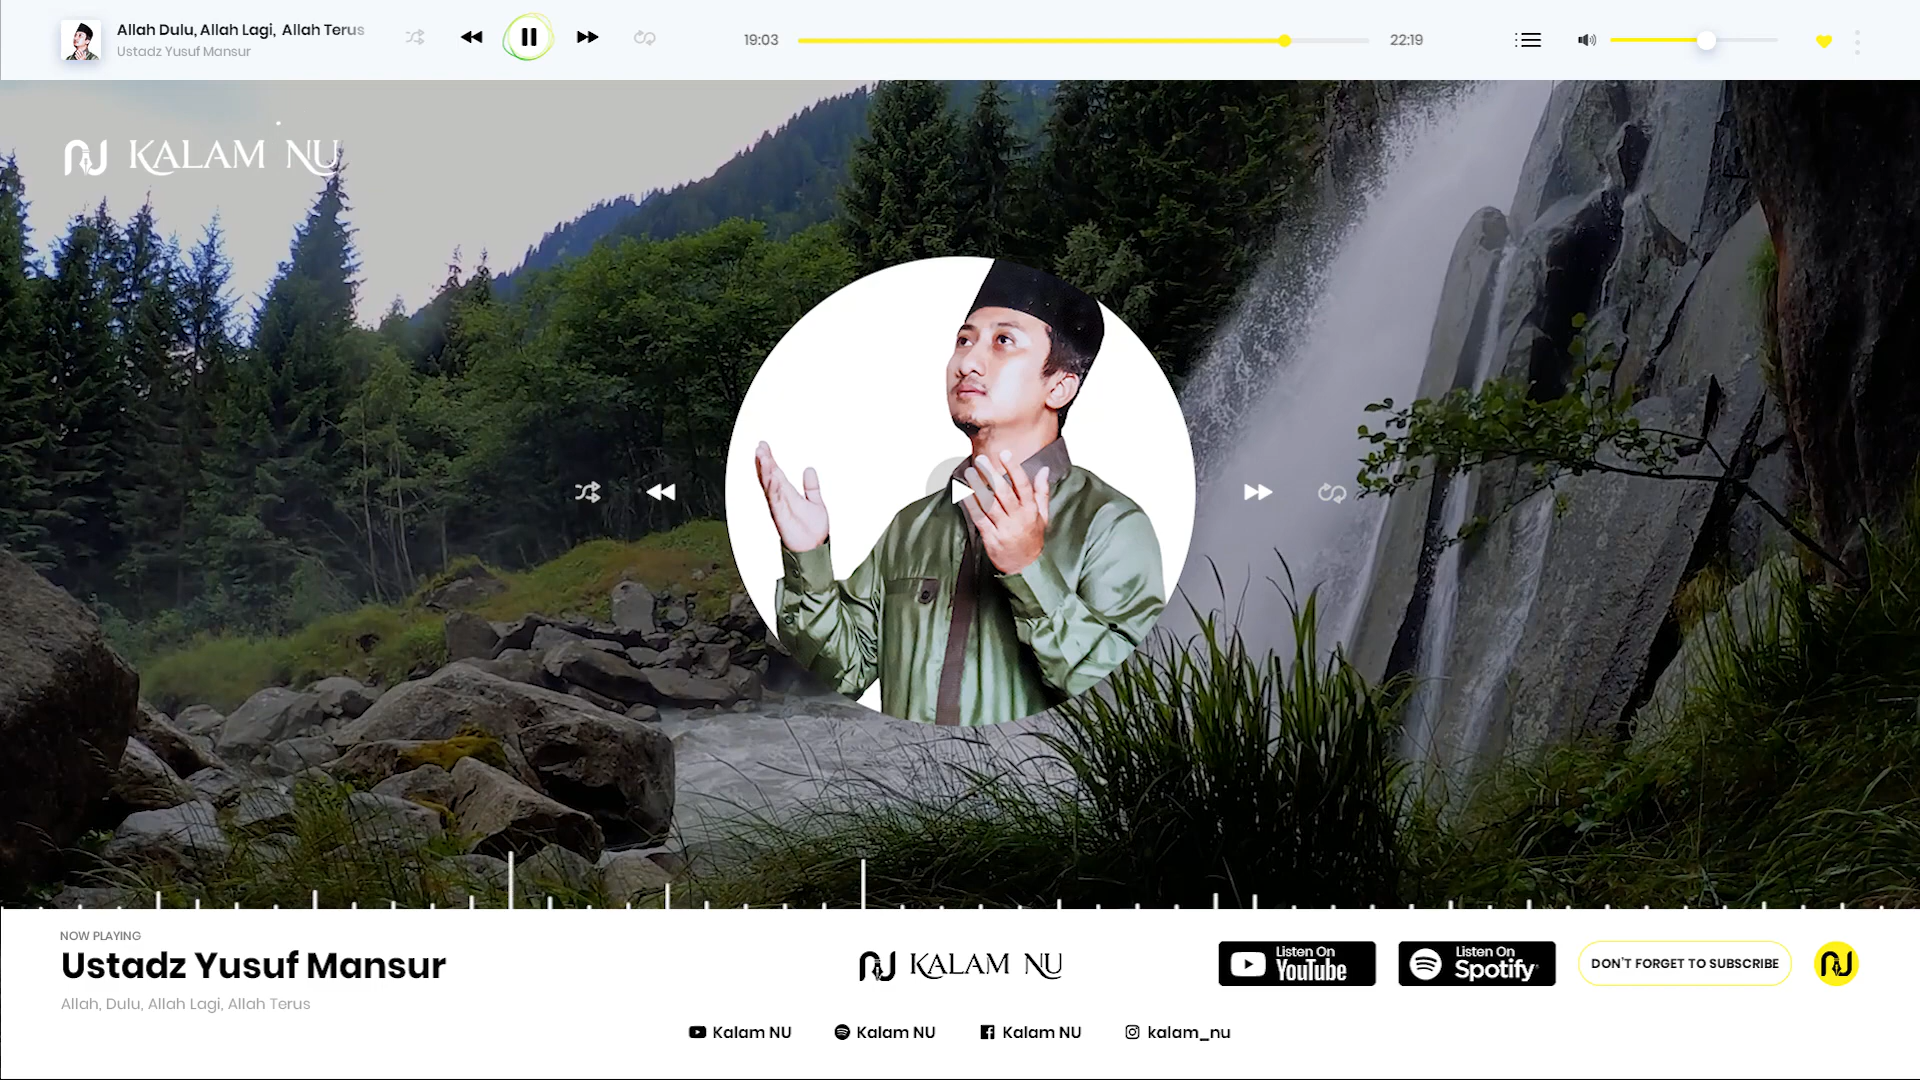 Allah Dulu, Allah Lagi, Allah Terus
Ustadz Yusuf Mansur
19:03
22:19
KALAM NU
NOW PLAYING
Ustadz Yusuf Mansur
Allah, Dulu, Allah Lagi, Allah Terus
KALAM NU
Listen On
YouTube
Listen On
Spotify
DON'T FORGET TO SUBSCRIBE
Kalam NU
Kalam NU
Kalam NU
kalam_nu